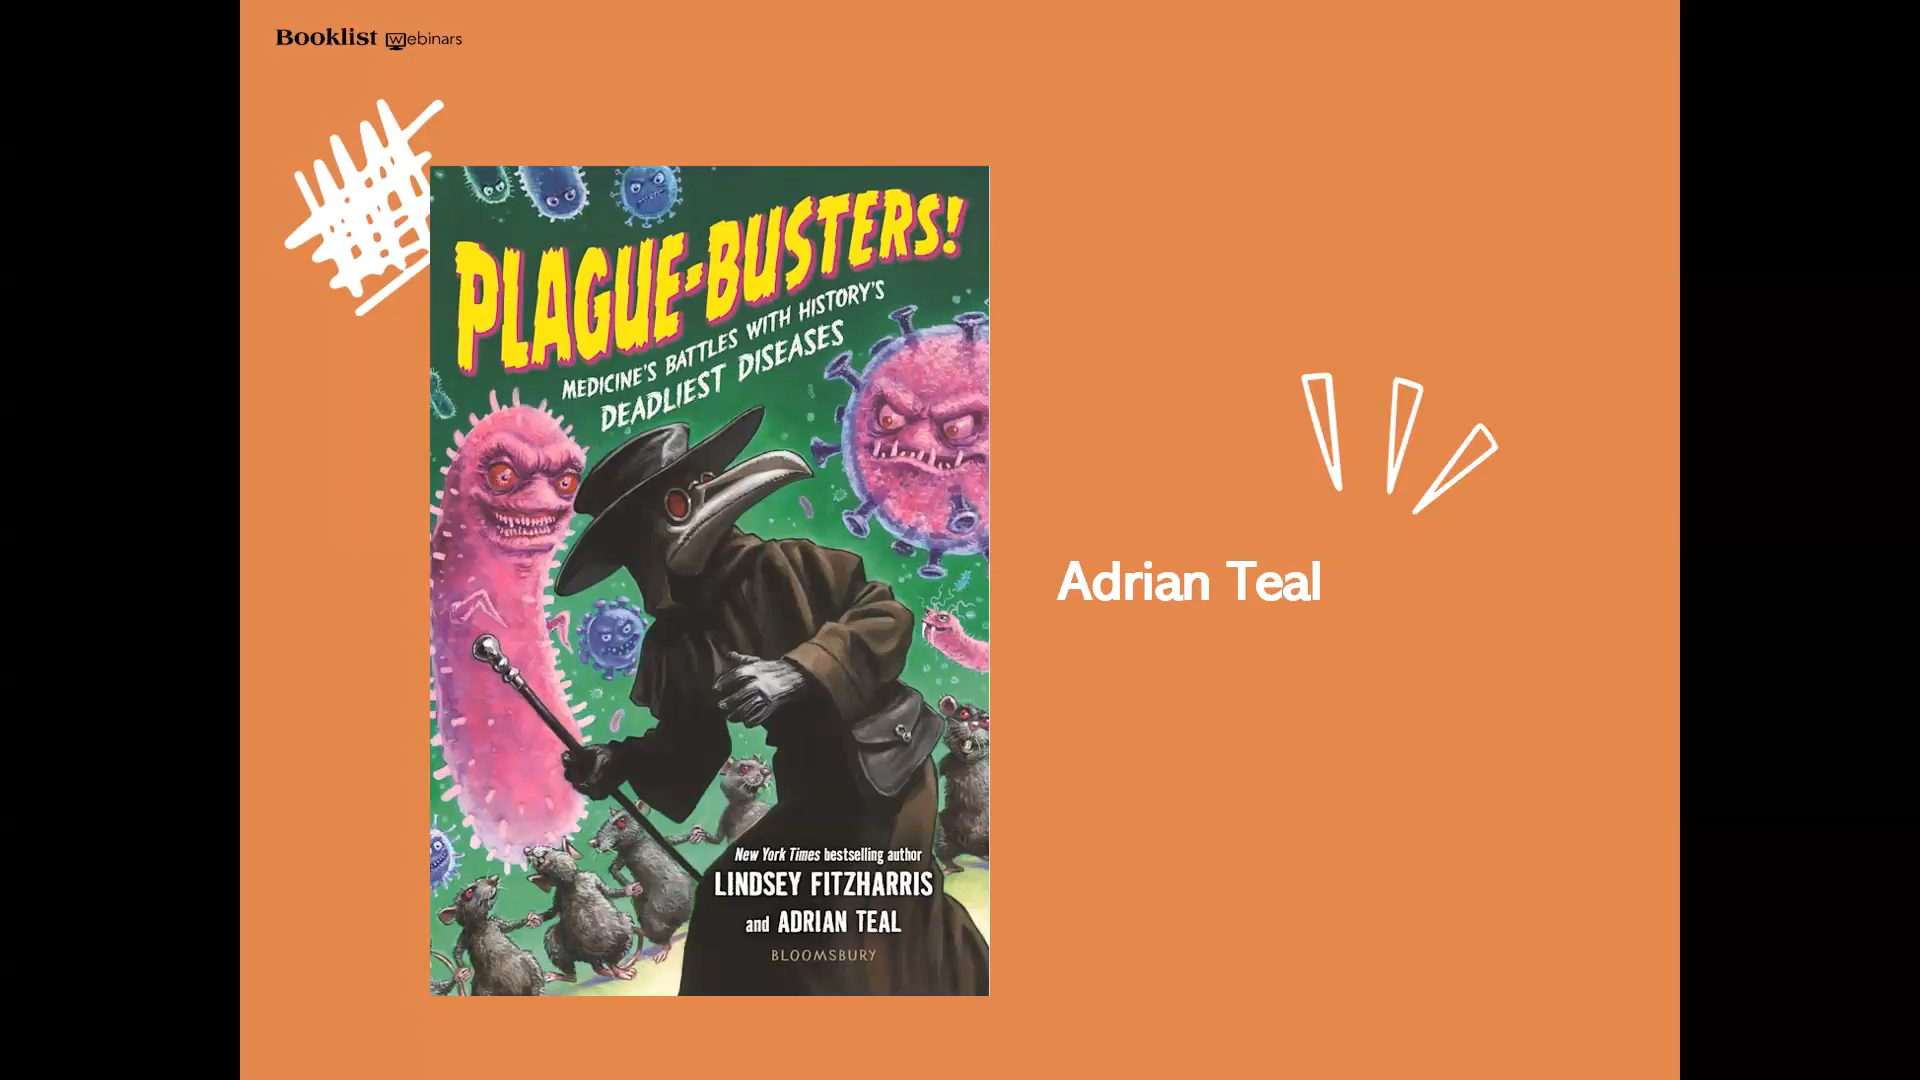 Booklist Webinars
PLAGUE-BUSTERS!
MEDICINE'S BATTLES WITH HISTORY'S
DEADLIEST DISEASES
Adrian Teal
New York Times bestselling author
LINDSEY FITZHARRIS
and ADRIAN TEAL
BLOOMSBURY